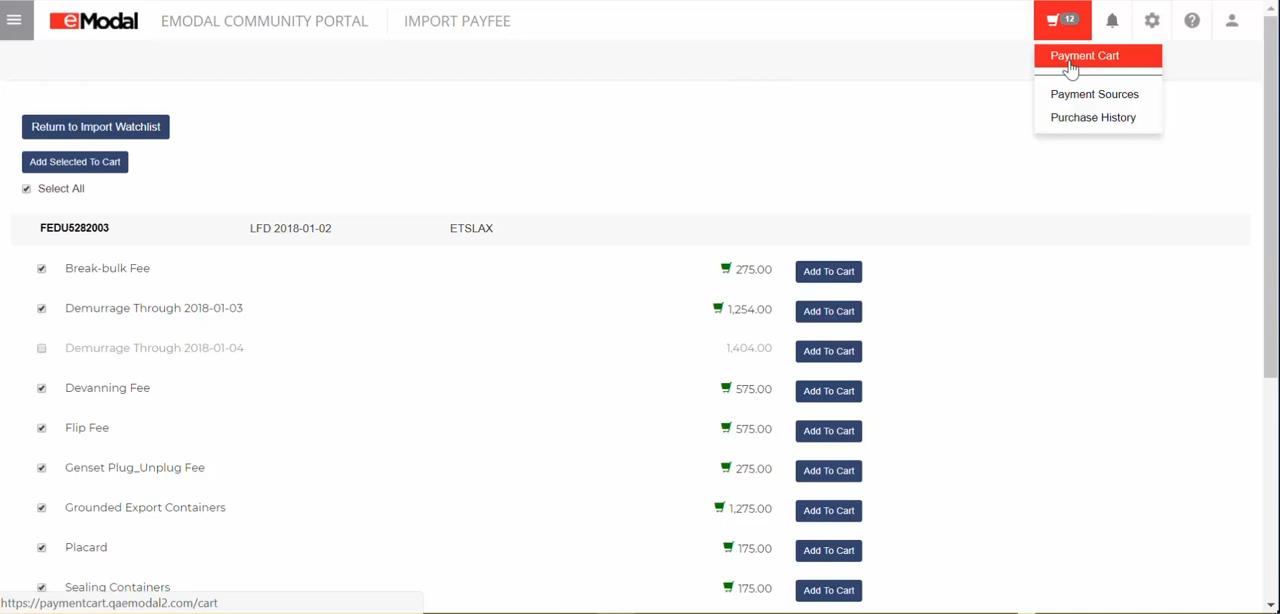 eModal EMODAL COMMUNITY PORTAL IMPORT PAYFEE 12
Payment Cart
Payment Sources
Purchase History
Return to Import Watchlist
Add Selected To Cart
Select All
FEDU5282003 LFD 2018-01-02 ETSLAX
Break-bulk Fee 275.00 Add To Cart
Demurrage Through 2018-01-03 1,254.00 Add To Cart
Demurrage Through 2018-01-04 1,404.00 Add To Cart
Devanning Fee 575.00 Add To Cart
Flip Fee 575.00 Add To Cart
Genset Plug_Unplug Fee 275.00 Add To Cart
Grounded Export Containers 1,275.00 Add To Cart
Placard 175.00 Add To Cart
Sealing Containers 175.00 Add To Cart
https://paymentcart.qaemodal2.com/cart